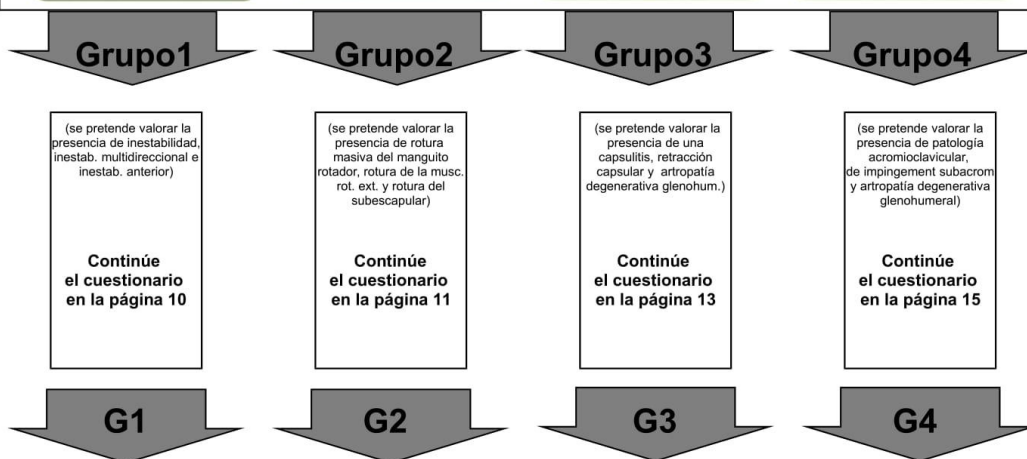 Grupo1
Grupo2
Grupo3
Grupo4
(se pretende valorar la
presencia de inestabilidad,
inestab. multidireccional e
inestab. anterior)
Continúe
el cuestionario
en la página 10
(se pretende valorar la
presencia de rotura
masiva del manguito
rotador, rotura de la musc.
rot. ext. y rotura del
subescapular)
Continúe
el cuestionario
en la página 11
(se pretende valorar la
presencia de una
capsulitis, retracción
capsular y artropatía
degenerativa glenohum.)
Continúe
el cuestionario
en la página 13
(se pretende valorar la
presencia de patología
acromioclavicular,
de impingement subacrom
y artropatía degenerativa
glenohumeral)
Continúe
el cuestionario
en la página 15
G1
G2
G3
G4